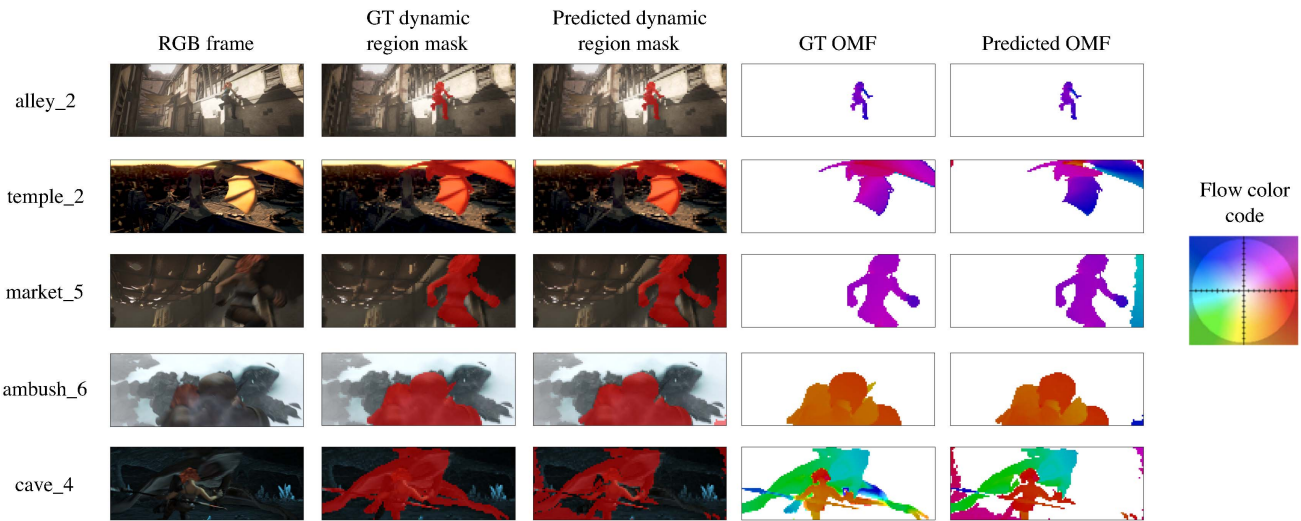 RGB frame
GT dynamic
region mask
Predicted dynamic
region mask
GT OMF
Predicted OMF
alley_2
temple_2
market_5
ambush_6
cave_4
Flow color
code